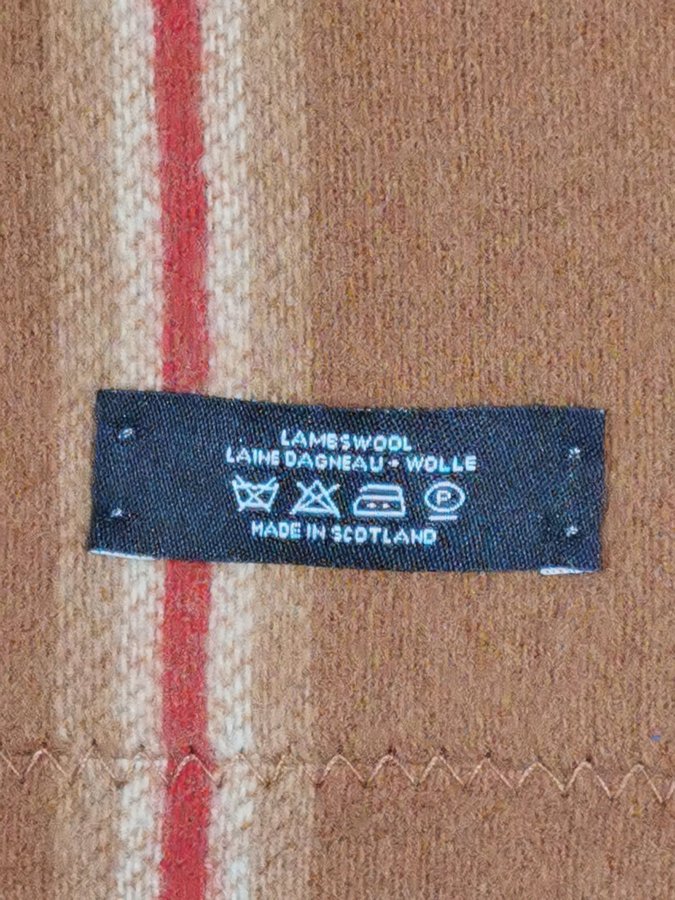 LAMBSWOOL
LAINE DAGNEAU • WOLLE
P
MADE IN SCOTLAND